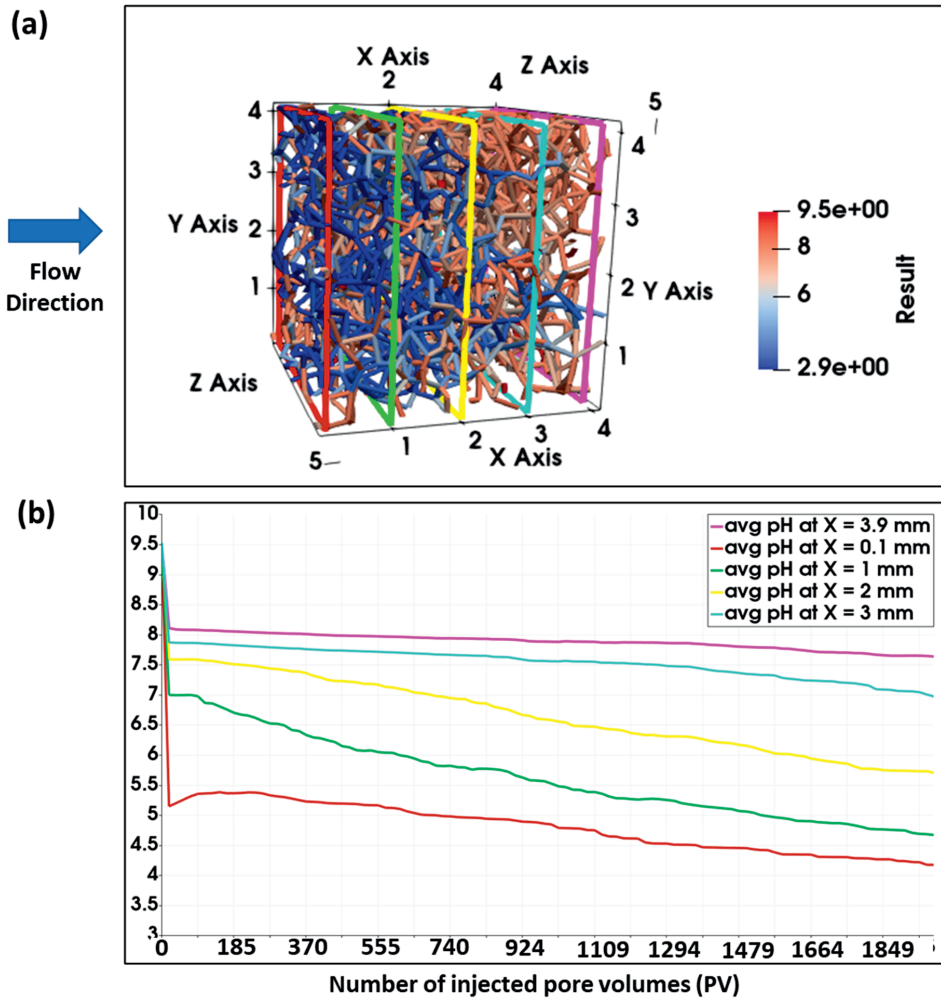 (a)
X Axis
2
Z Axis
4
5
4
4
3
3
Y Axis
2
Flow
Direction
1
2 Y Axis
1
Z Axis
5
1
2
X Axis
3
4
9.5e+00
8
6
2.9e+00
Result
(b)
10
9.5
9
8.5
8
7.5
7
6.5
6
5.5
5
4.5
4
3.5
3
avg pH at X = 3.9 mm
avg pH at X = 0.1 mm
avg pH at X = 1 mm
avg pH at X = 2 mm
avg pH at X = 3 mm
0 185 370 555 740 924 1109 1294 1479 1664 1849
Number of injected pore volumes (PV)